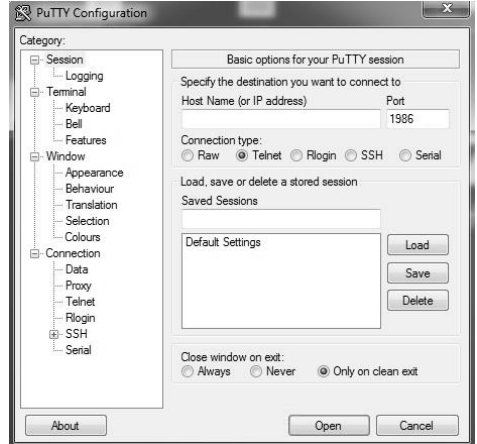 PuTTY Configuration
Category:
Session
Logging
Terminal
Keyboard
Bell
Features
Window
Appearance
Behaviour
Translation
Selection
Colours
Connection
Data
Proxy
Telnet
Rlogin
SSH
Serial
Basic options for your PuTTY session
Specify the destination you want to connect to
Host Name (or IP address) Port
1986
Connection type:
Raw Telnet Rlogin SSH Serial
Load, save or delete a stored session
Saved Sessions
Default Settings
Load
Save
Delete
Close window on exit:
Always Never Only on clean exit
About Open Cancel